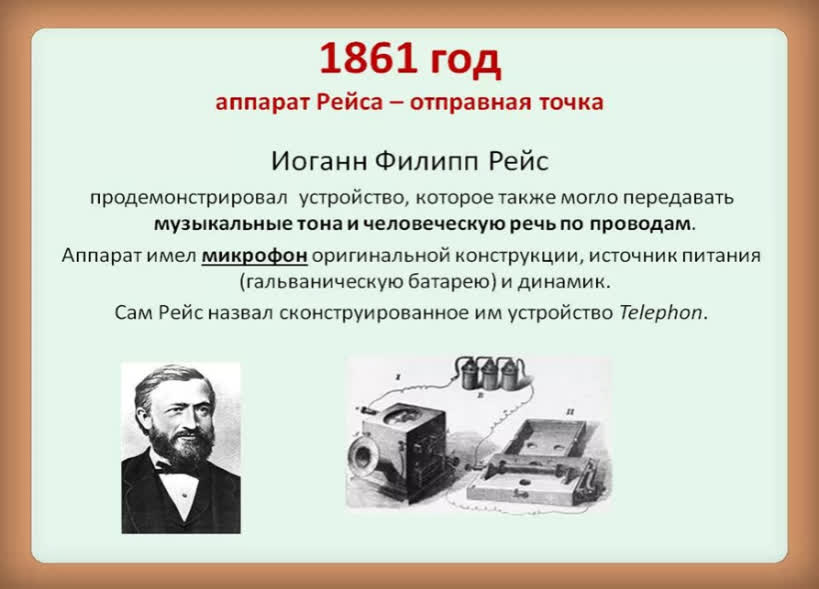 1861 год
аппарат Рейса – отправная точка
Иоганн Филипп Рейс
продемонстрировал устройство, которое также могло передавать
музыкальные тона и человеческую речь по проводам.
Аппарат имел микрофон оригинальной конструкции, источник питания
(гальваническую батарею) и динамик.
Сам Рейс назвал сконструированное им устройство Telephon.
I
B
II